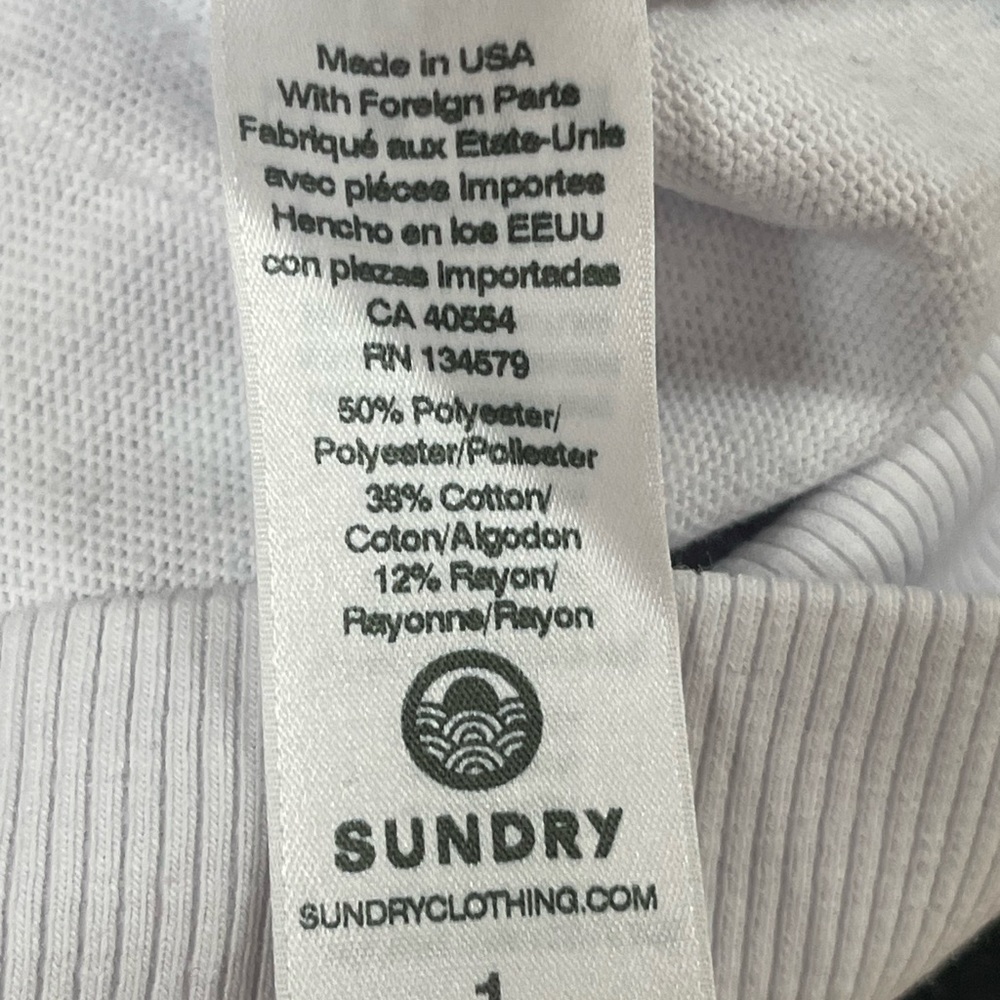 Made in USA
With Foreign Parts
Fabriqué aux Etats-Unis
avec piéces Importes
Hencho en los EEUU
con piezas Importadas
CA 40554
RN 134579
50% Polyester/
Polyester/Poliester
38% Cotton/
Coton/Algodon
12% Rayon/
Rayonne/Rayon
SUNDRY
SUNDRYCLOTHING.COM
1